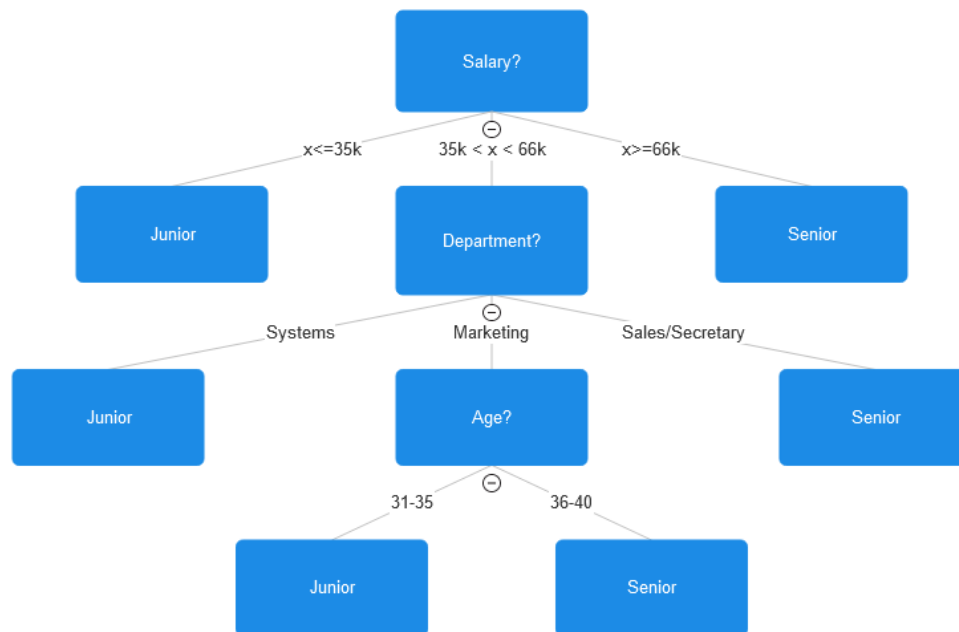 Salary?
x<=35k
35k < x < 66k
x>=66k
Junior
Department?
Senior
Systems
Marketing
Sales/Secretary
Junior
Age?
Senior
31-35
36-40
Junior
Senior